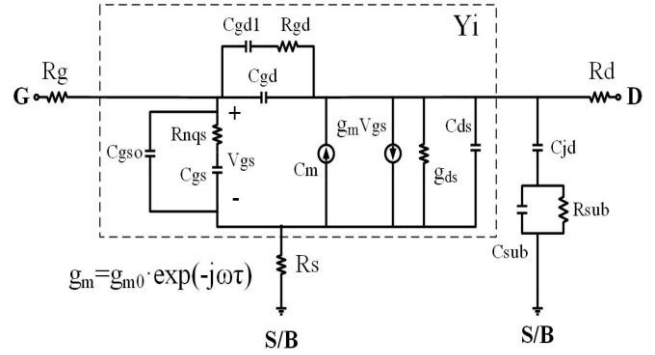 Cgd1 Rgd Yi
Rg Cgd Rd
G D
+ gmVgs Cds
Rnqs
Cgso Vgs Cjd
Cgs Cm gds
- Rsub
Csub
Rs
gm=gm0·exp(-jωτ)
S/B S/B